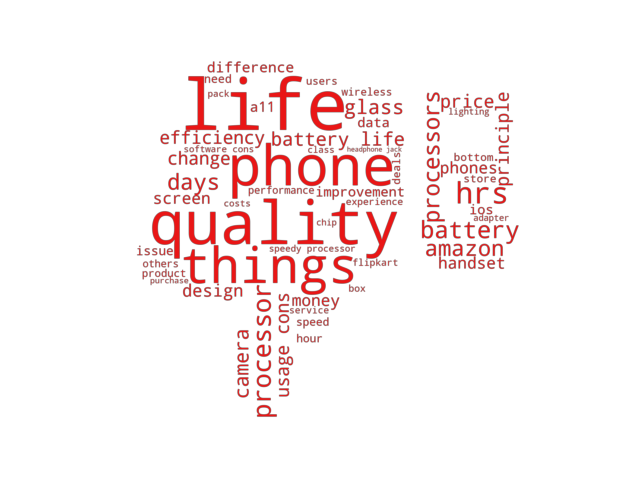 difference
need
users
life
pack
a11
wireless
glass
data
efficiency
battery life
software cons
class
headphone jack
change
phone
deals
days
performance
improvement
screen
costs
experience
quality
chip
issue
speedy processor
others
things
flipkart
product
purchase
design
box
money
service
speed
hour
camera
processor
usage cons
processors
price
lighting
principle
bottom
phones
store
hrs
ios
adapter
battery
amazon
handset